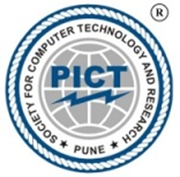 ®
SOCIETY FOR COMPUTER TECHNOLOGY AND RESEARCH
PICT
★ PUNE ★